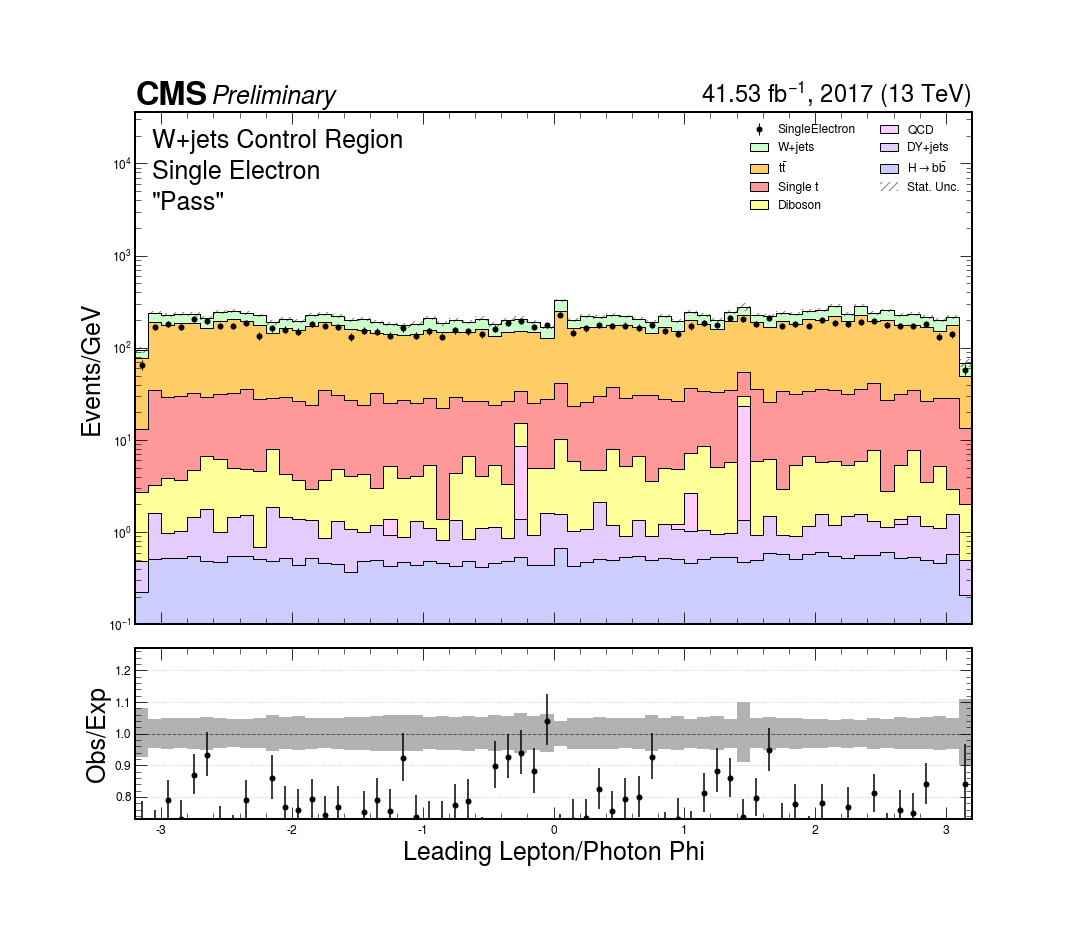 CMS Preliminary
41.53 fb⁻¹, 2017 (13 TeV)
W+jets Control Region
Single Electron
"Pass"
SingleElectron
W+jets
tt̄
Single t
Diboson
QCD
DY+jets
H→bb̄
Stat. Unc.
Events/GeV
10⁴
10³
10²
10¹
10⁰
10⁻¹
Obs/Exp
1.2
1.1
1.0
0.9
0.8
-3 -2 -1 0 1 2 3
Leading Lepton/Photon Phi